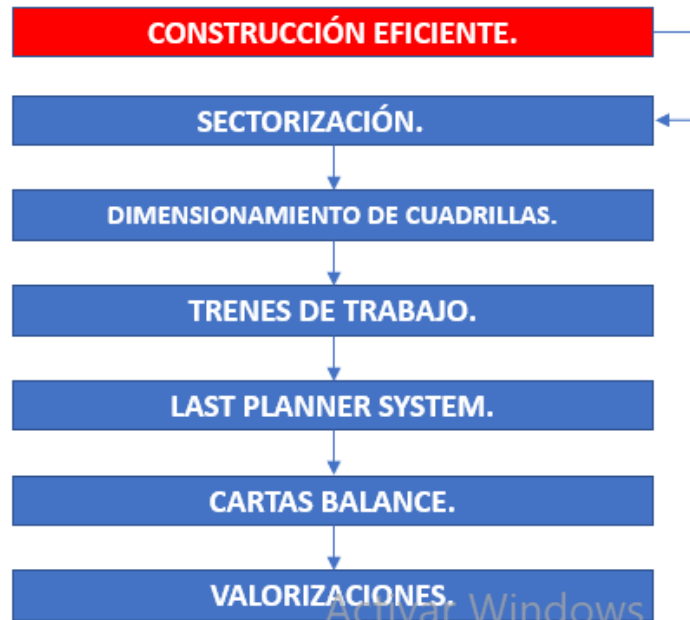 CONSTRUCCIÓN EFICIENTE.
SECTORIZACIÓN.
DIMENSIONAMIENTO DE CUADRILLAS.
TRENES DE TRABAJO.
LAST PLANNER SYSTEM.
CARTAS BALANCE.
VALORIZACIONES.
Activar Windows